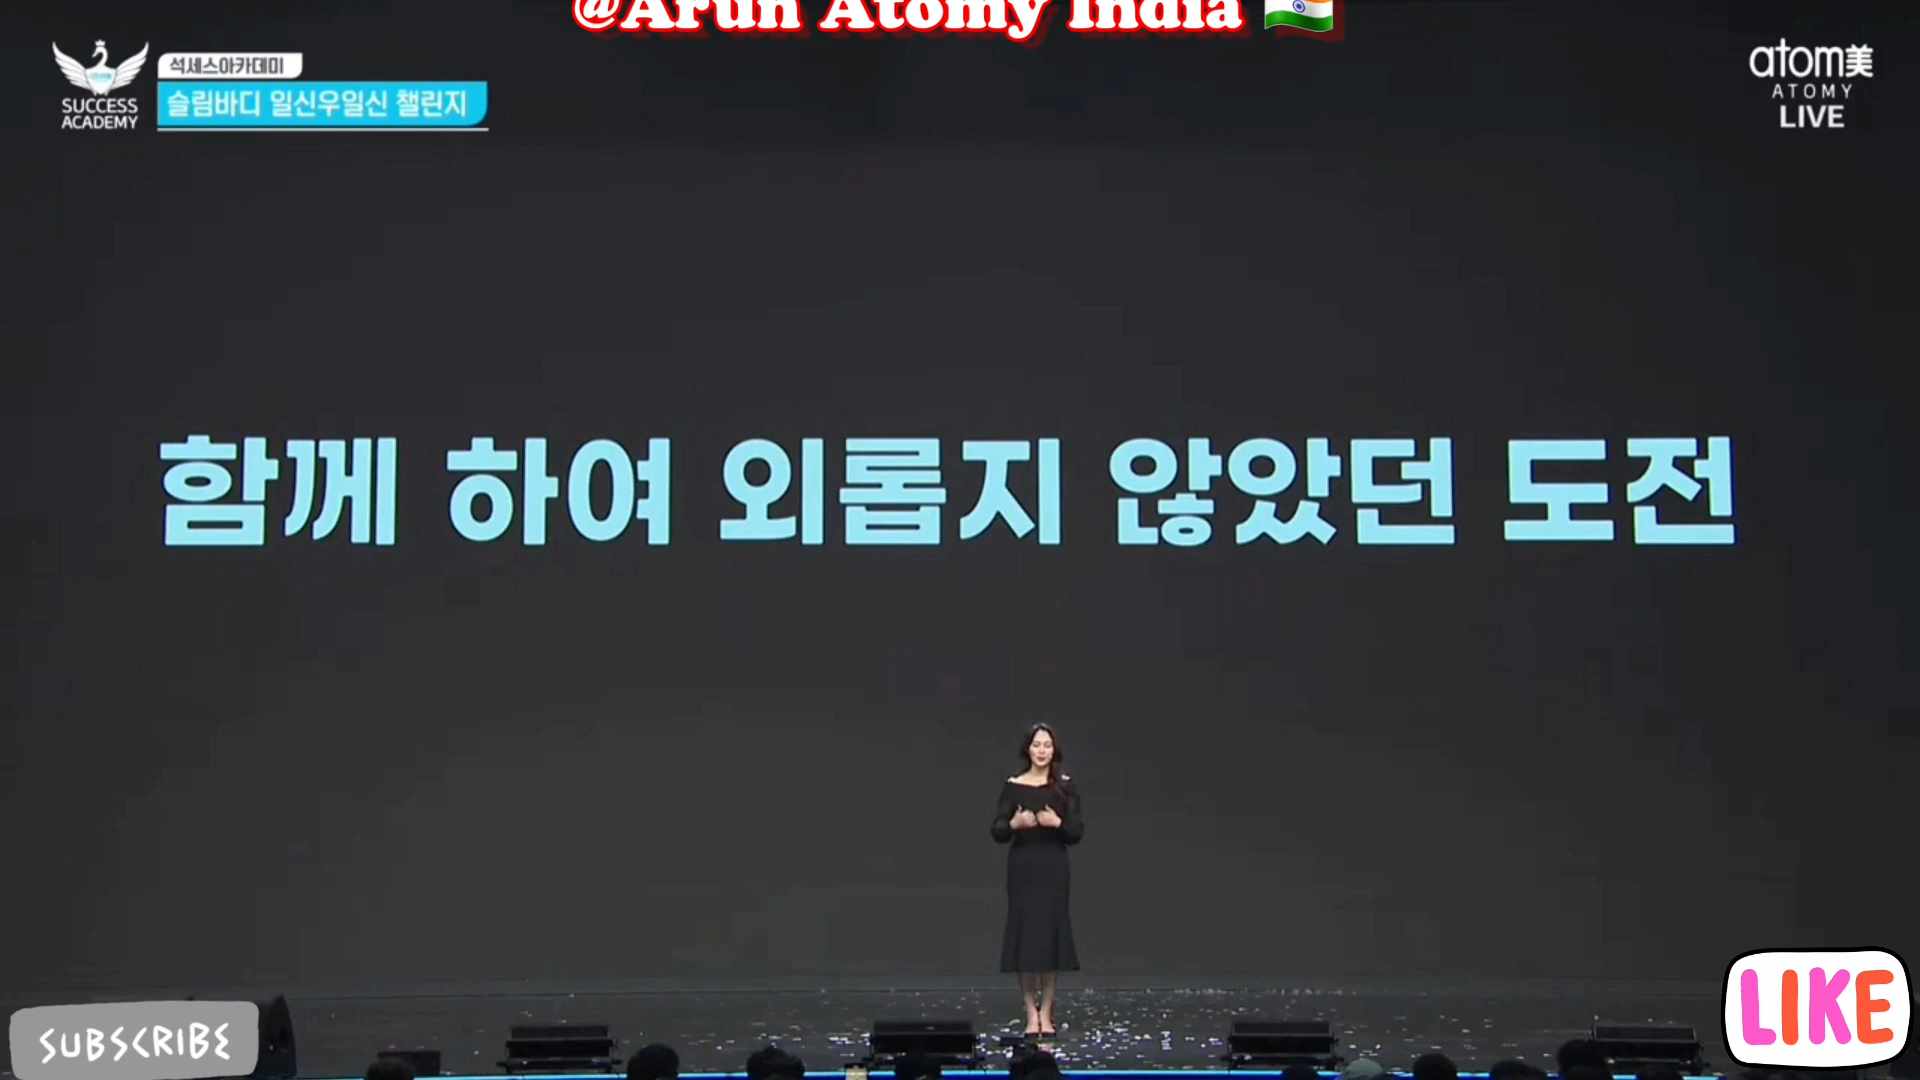 @Arun Atomy India
석세스아카데미
슬림바디 일신우일신 챌린지
SUCCESS
ACADEMY
atom美
ATOMY
LIVE
함께 하여 외롭지 않았던 도전
SUBSCRIBE
LIKE